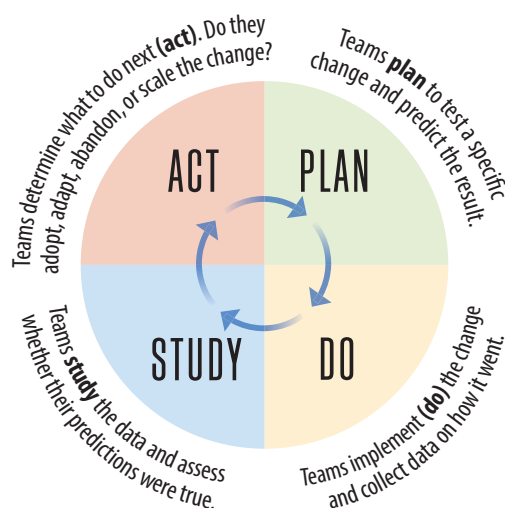 Teams determine what to do next (act). Do they
adopt, adapt, abandon, or scale the change?
Teams plan to test a specific
change and predict the result.
ACT
PLAN
STUDY
DO
Teams study the data and assess
whether their predictions were true.
Teams implement (do) the change
and collect data on how it went.